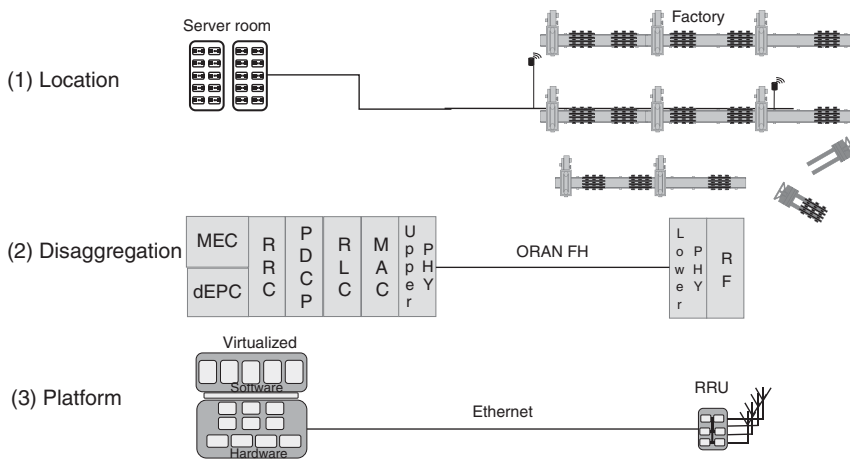 Server room
Factory
(1) Location
(2) Disaggregation
MEC
dEPC
RRC
PDCP
RLC
MAC
Upper
PHY
ORAN FH
Lower
PHY
RF
Virtualized
Software
(3) Platform
Hardware
Ethernet
RRU